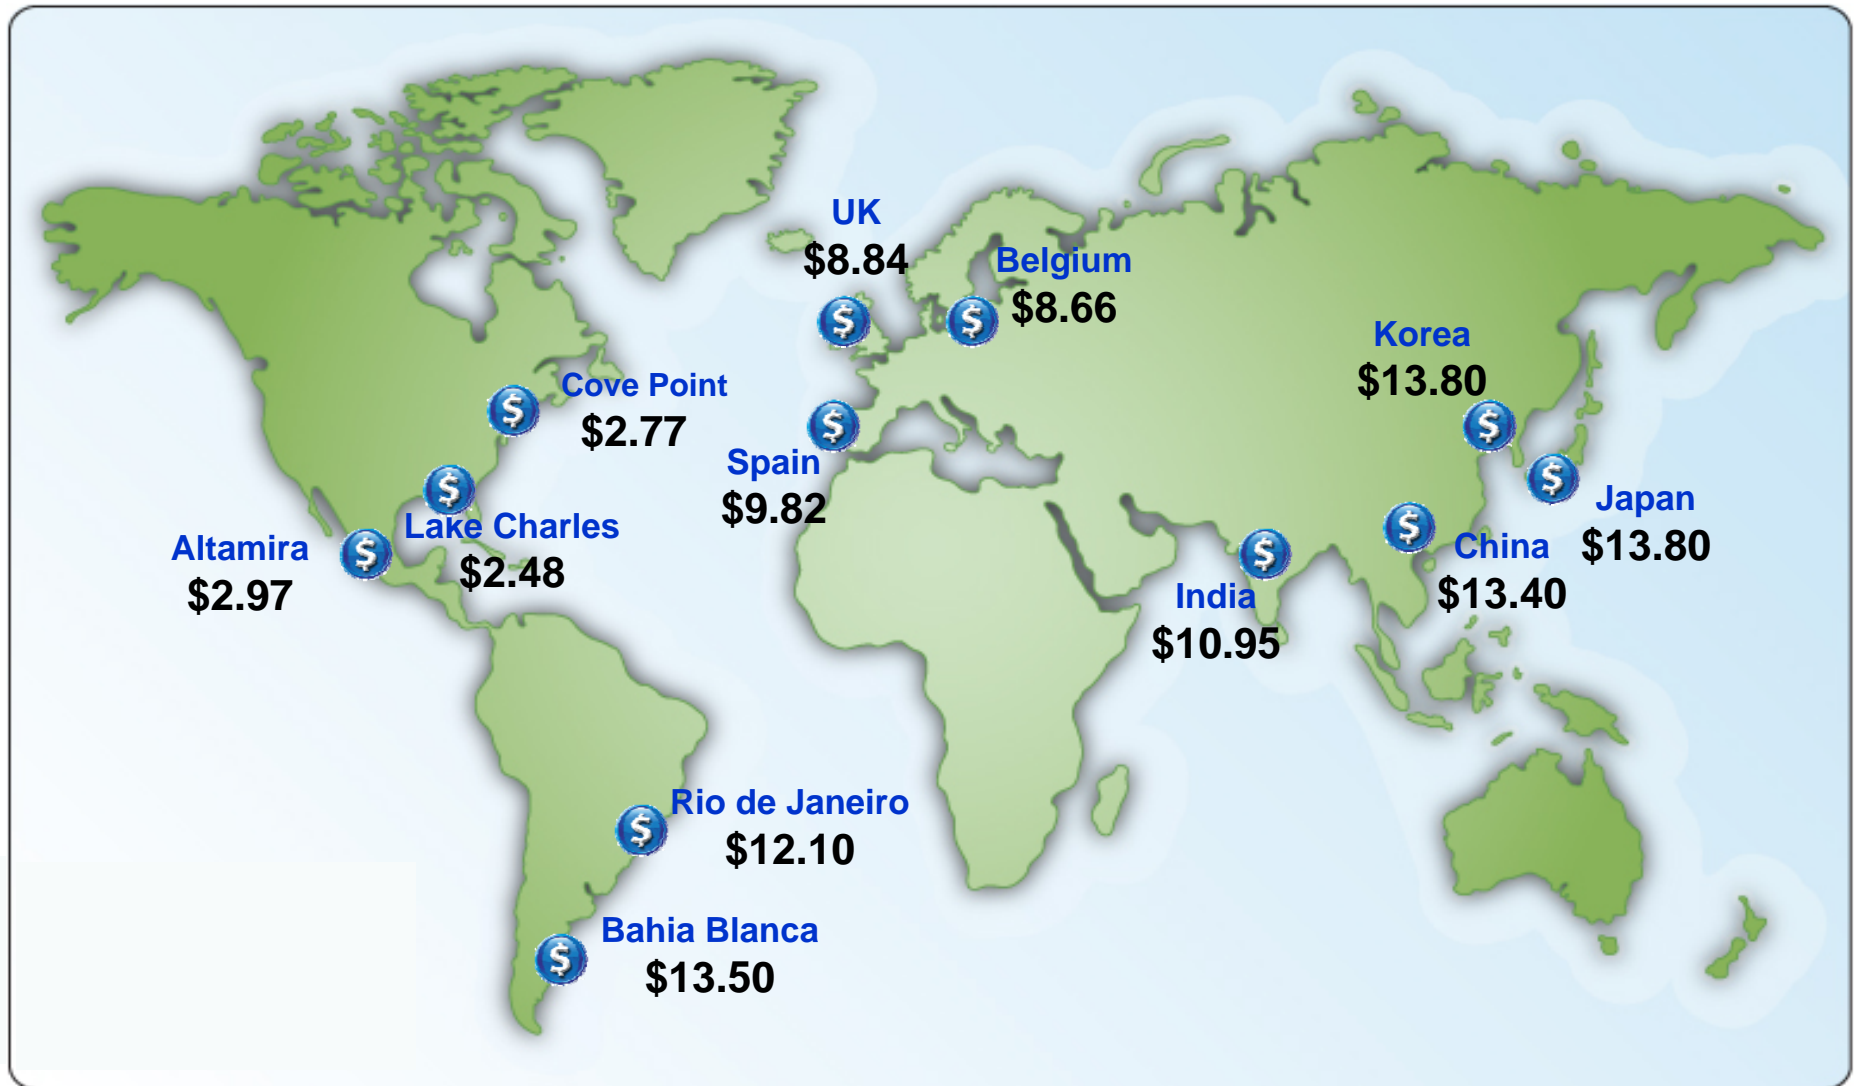 UK
$8.84
Belgium
$8.66
Korea
$13.80
Cove Point
$2.77
Spain
$9.82
Japan
$13.80
Lake Charles
$2.48
Altamira
$2.97
China
$13.40
India
$10.95
Rio de Janeiro
$12.10
Bahia Blanca
$13.50